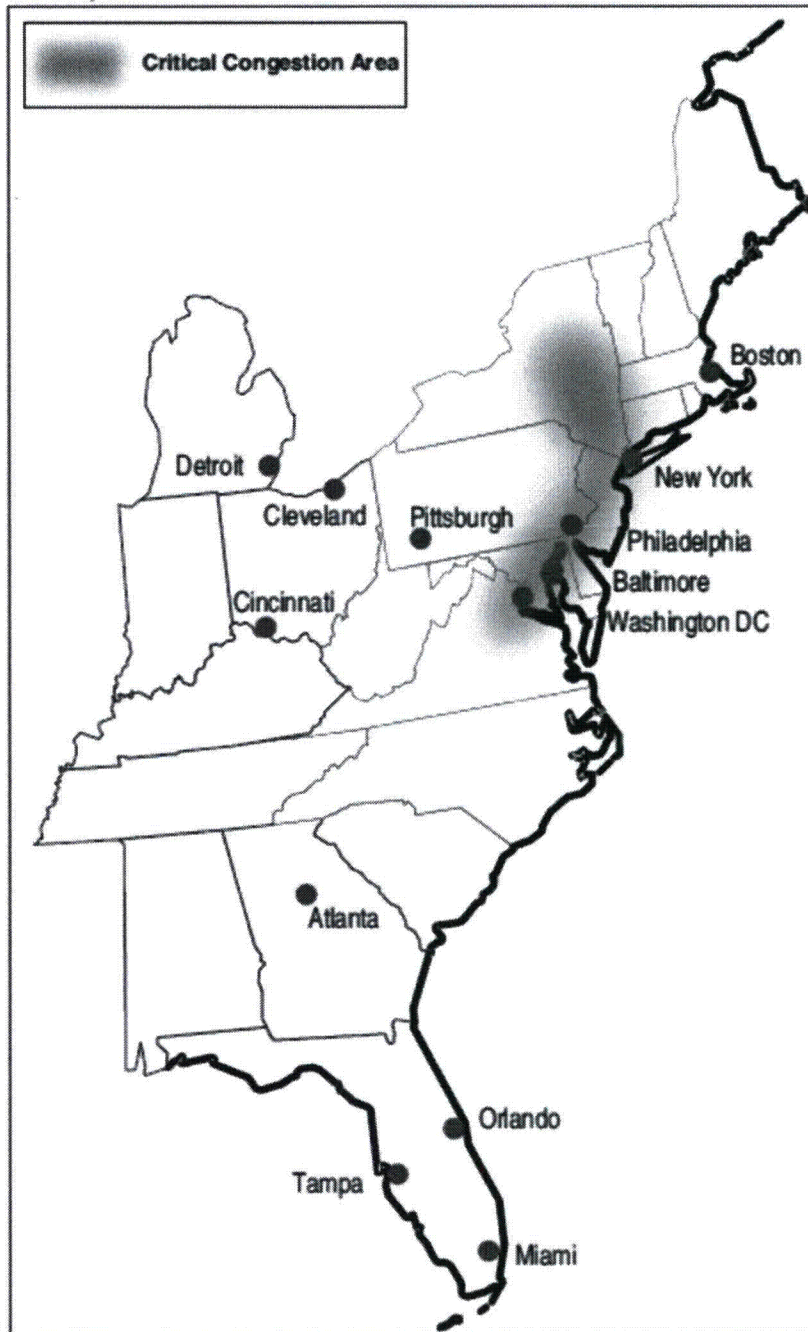 Critical Congestion Area
Boston
Detroit
New York
Cleveland
Pittsburgh
Philadelphia
Baltimore
Cincinnati
Washington DC
Atlanta
Orlando
Tampa
Miami